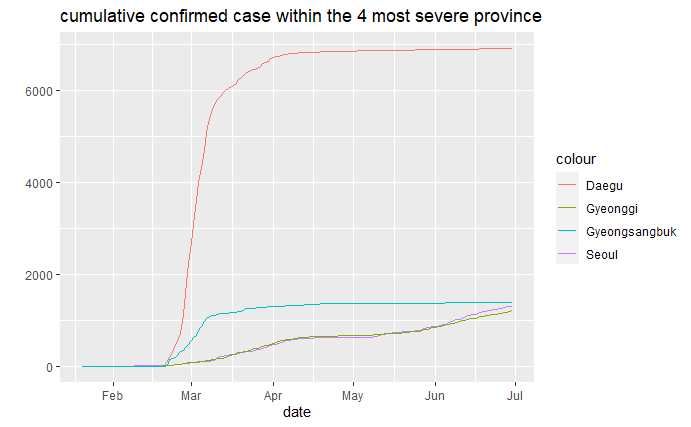 cumulative confirmed case within the 4 most severe province
6000
4000
2000
0
Feb
Mar
Apr
May
Jun
Jul
date
colour
Daegu
Gyeonggi
Gyeongsangbuk
Seoul